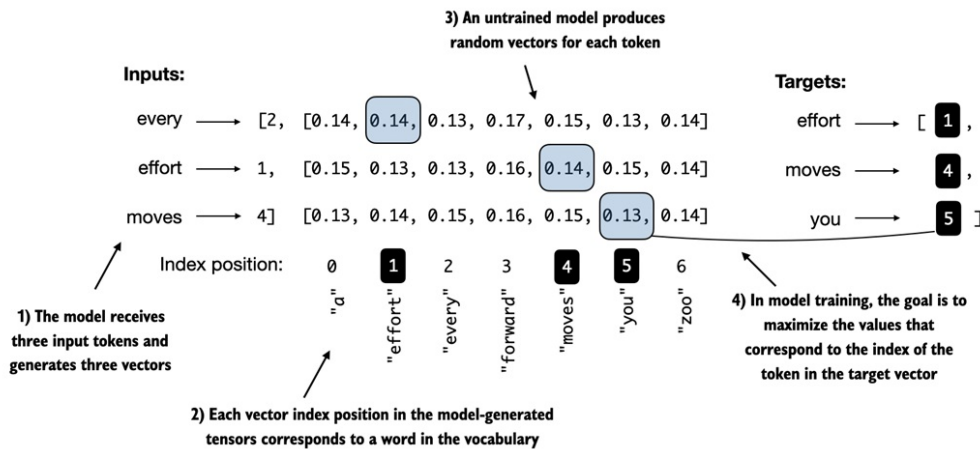 3) An untrained model produces
random vectors for each token
Inputs:
Targets:
every [2, [0.14, 0.14, 0.13, 0.17, 0.15, 0.13, 0.14] effort [ 1 ,
effort 1, [0.15, 0.13, 0.13, 0.16, 0.14, 0.15, 0.14] moves 4 ,
moves 4] [0.13, 0.14, 0.15, 0.16, 0.15, 0.13, 0.14] you 5 ]
Index position: 0 1 2 3 4 5 6
"a" "effort" "every" "forward" "moves" "you" "zoo"
1) The model receives
three input tokens and
generates three vectors
4) In model training, the goal is to
maximize the values that
correspond to the index of the
token in the target vector
2) Each vector index position in the model-generated
tensors corresponds to a word in the vocabulary